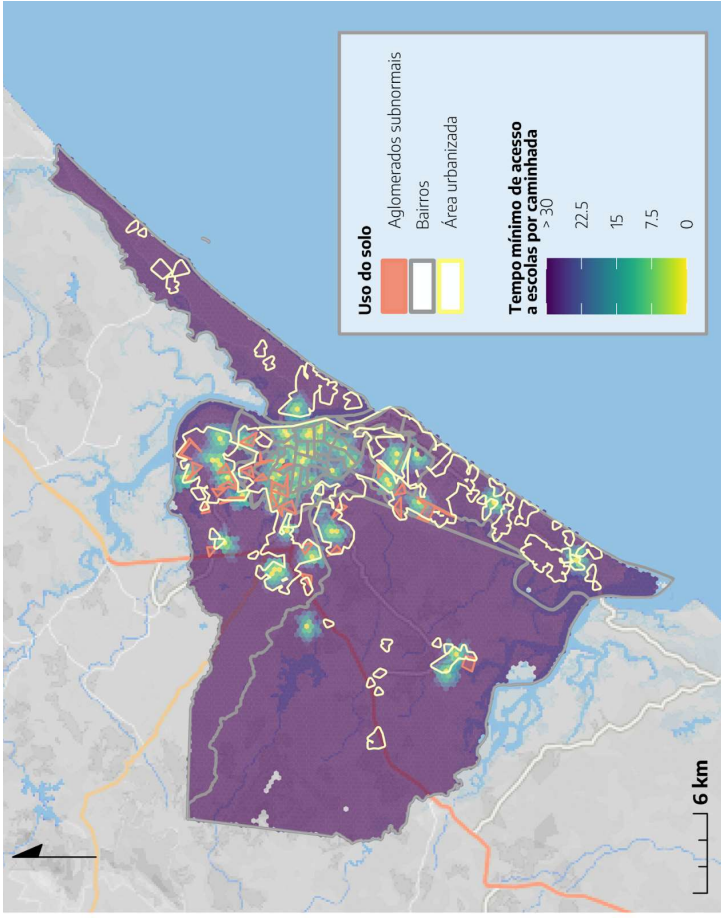 Uso do solo
Aglomerados subnormais
Bairros
Área urbanizada
Tempo mínimo de acesso
a escolas por caminhada
> 30
22.5
15
7.5
0
6 km